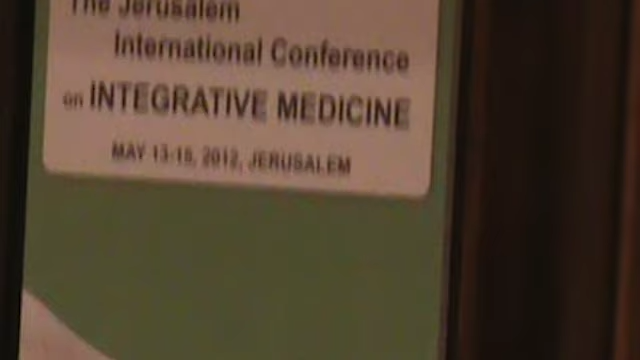 The Jerusalem
International Conference
on INTEGRATIVE MEDICINE
MAY 13-15, 2012, JERUSALEM